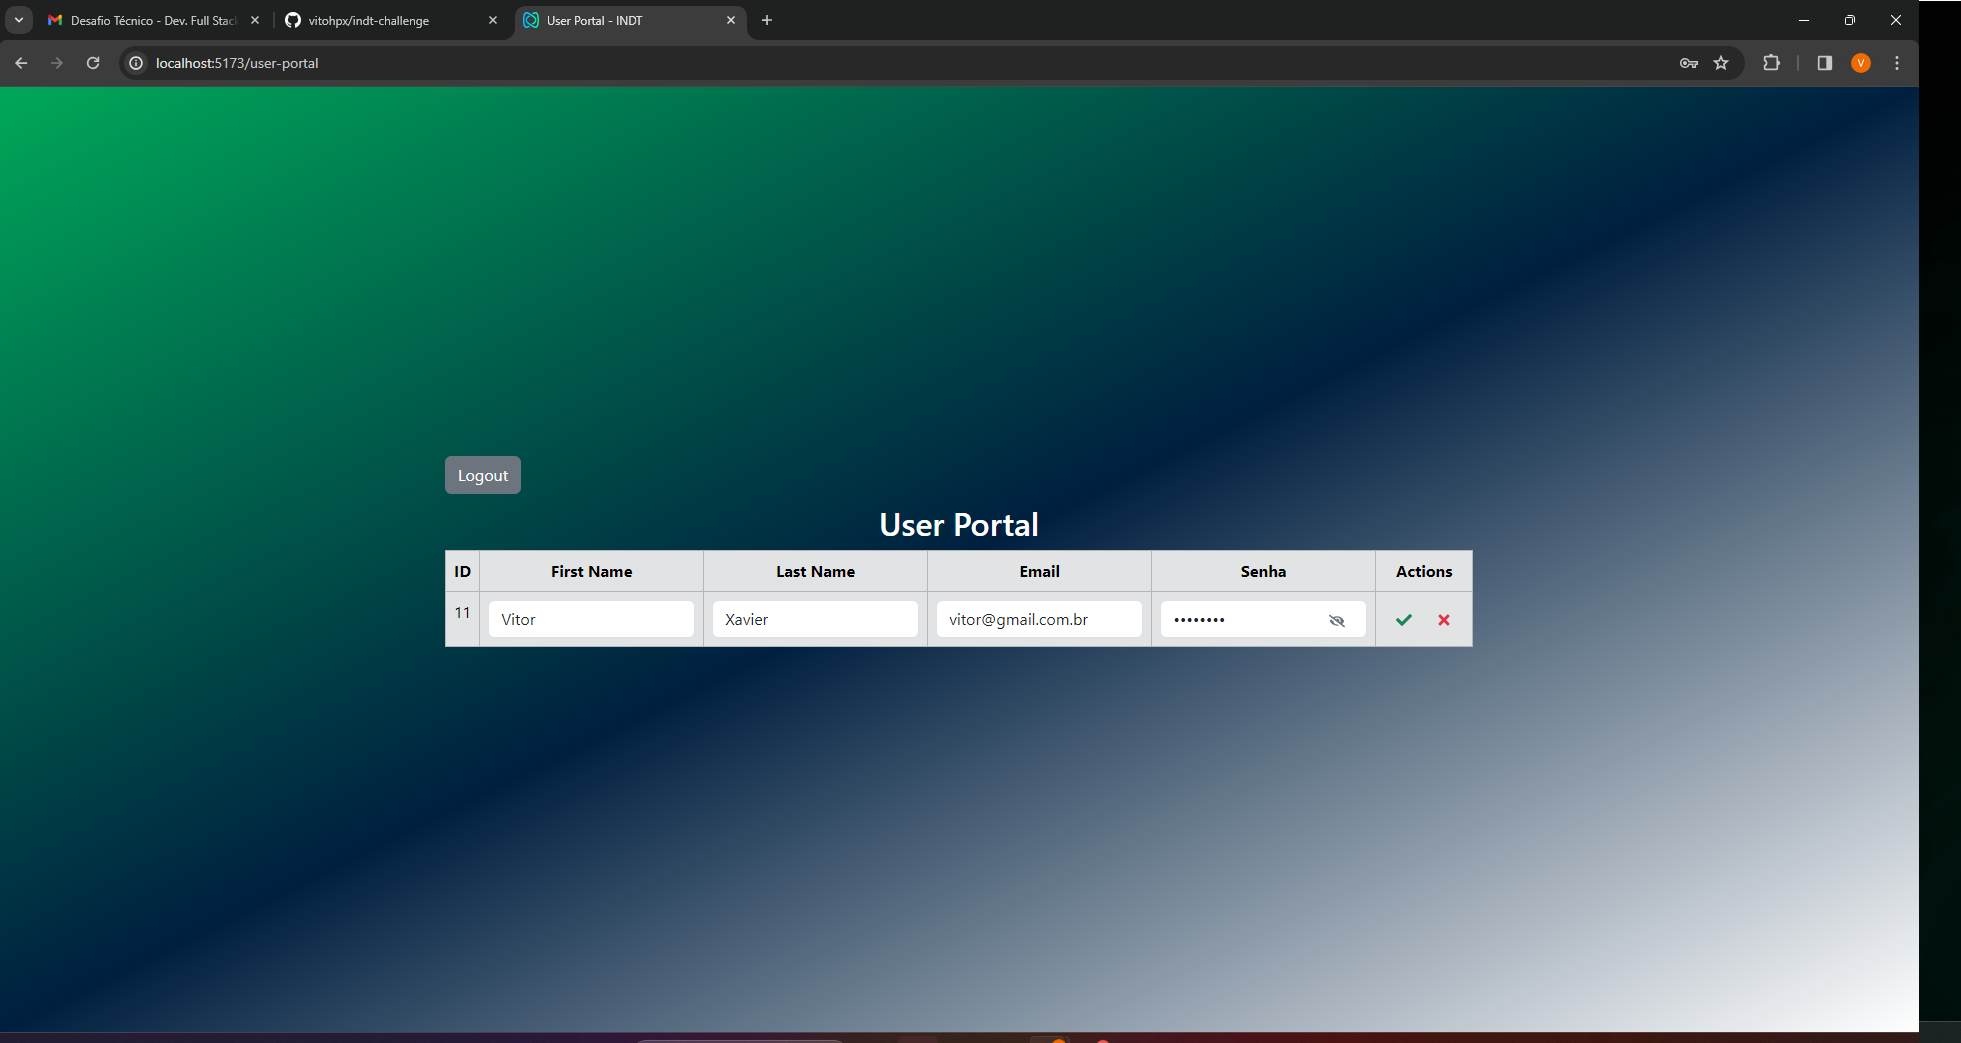 Desafio Técnico - Dev. Full Stac
vitohpx/indt-challenge
User Portal - INDT
localhost:5173/user-portal
V
Logout
User Portal
ID First Name Last Name Email Senha Actions
11 Vitor Xavier vitor@gmail.com.br ••••••••